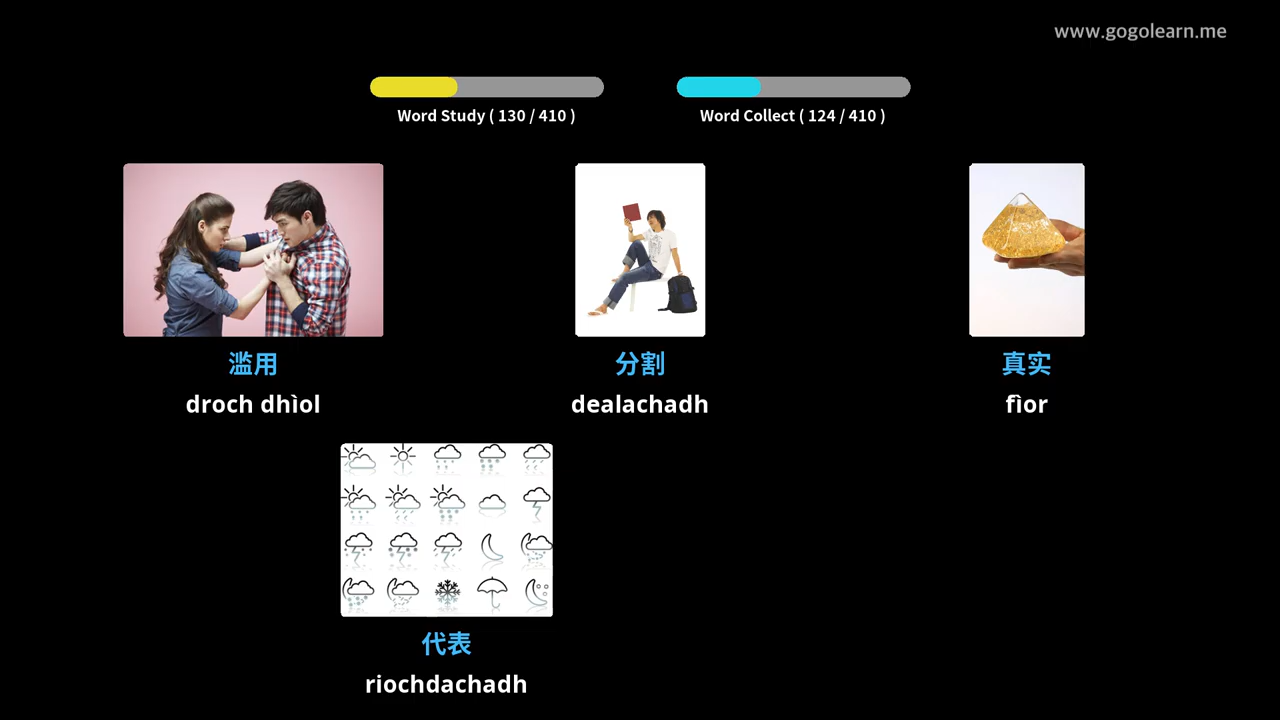 www.gogolearn.me
Word Study ( 130 / 410 )
Word Collect ( 124 / 410 )
滥用
droch dhìol
分割
dealachadh
真实
fìor
代表
riochdachadh